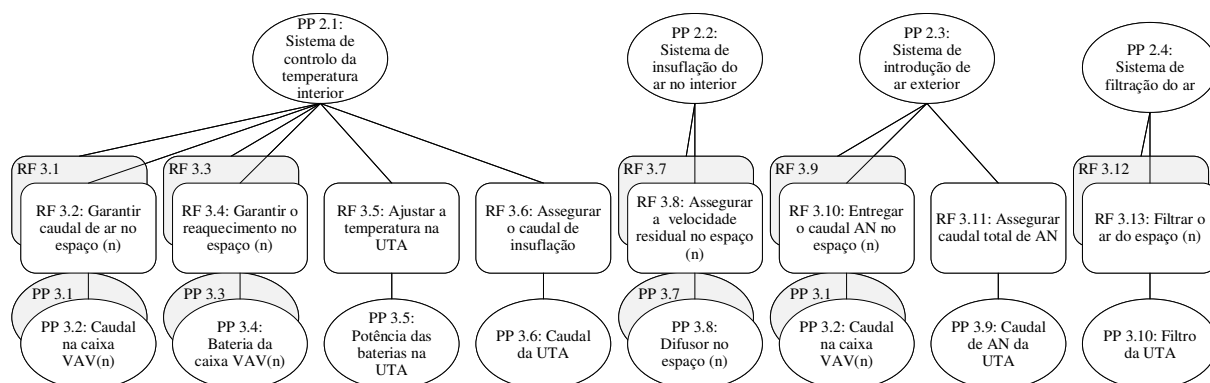 PP 2.1:
Sistema de
controlo da
temperatura
interior
PP 2.2:
Sistema de
insuflação do
ar no interior
PP 2.3:
Sistema de
introdução de
ar exterior
PP 2.4:
Sistema de
filtração do ar
RF 3.1
RF 3.2: Garantir
caudal de ar no
espaço (n)
RF 3.3
RF 3.4: Garantir o
reaquecimento no
espaço (n)
RF 3.5: Ajustar a
temperatura na
UTA
RF 3.6: Assegurar
o caudal de
insuflação
RF 3.7
RF 3.8: Assegurar
a velocidade
residual no espaço
(n)
RF 3.9
RF 3.10: Entregar
o caudal AN no
espaço (n)
RF 3.11: Assegurar
caudal total de AN
RF 3.12
RF 3.13: Filtrar o
ar do espaço (n)
PP 3.1
PP 3.2: Caudal
na caixa
VAV(n)
PP 3.3
PP 3.4:
Bateria da
caixa VAV(n)
PP 3.5:
Potência das
baterias na
UTA
PP 3.6: Caudal
da UTA
PP 3.7
PP 3.8:
Difusor no
espaço (n)
PP 3.1
PP 3.2: Caudal
na caixa
VAV(n)
PP 3.9: Caudal
de AN da
UTA
PP 3.10: Filtro
da UTA